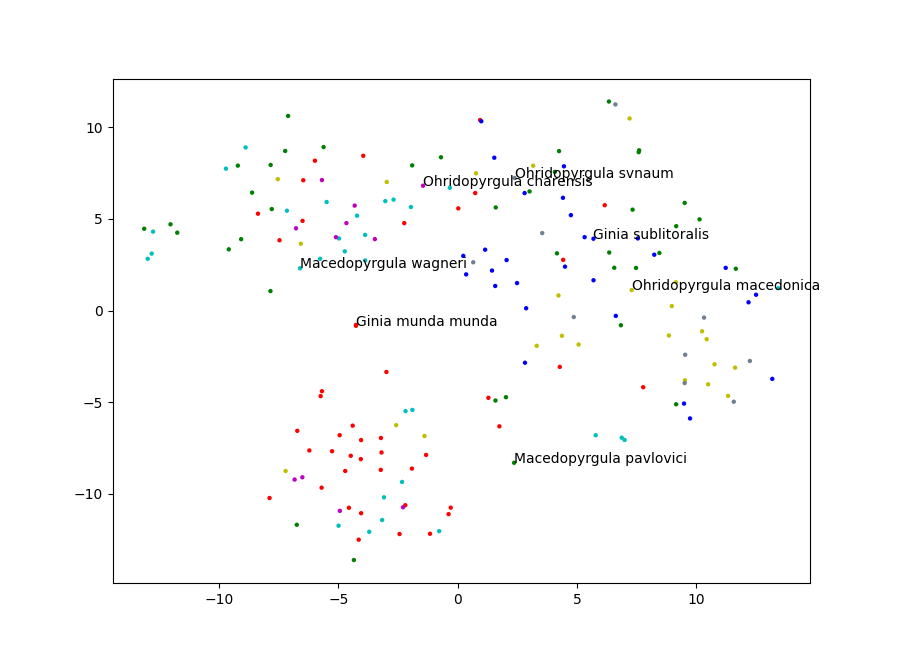 10
5
0
−5
−10
Ohridopyrgula svnaum
Ohridopyrgula charensis
Ginia sublitoralis
Macedopyrgula wagneri
Ohridopyrgula macedonica
Ginia munda munda
Macedopyrgula pavlovici
−10
−5
0
5
10